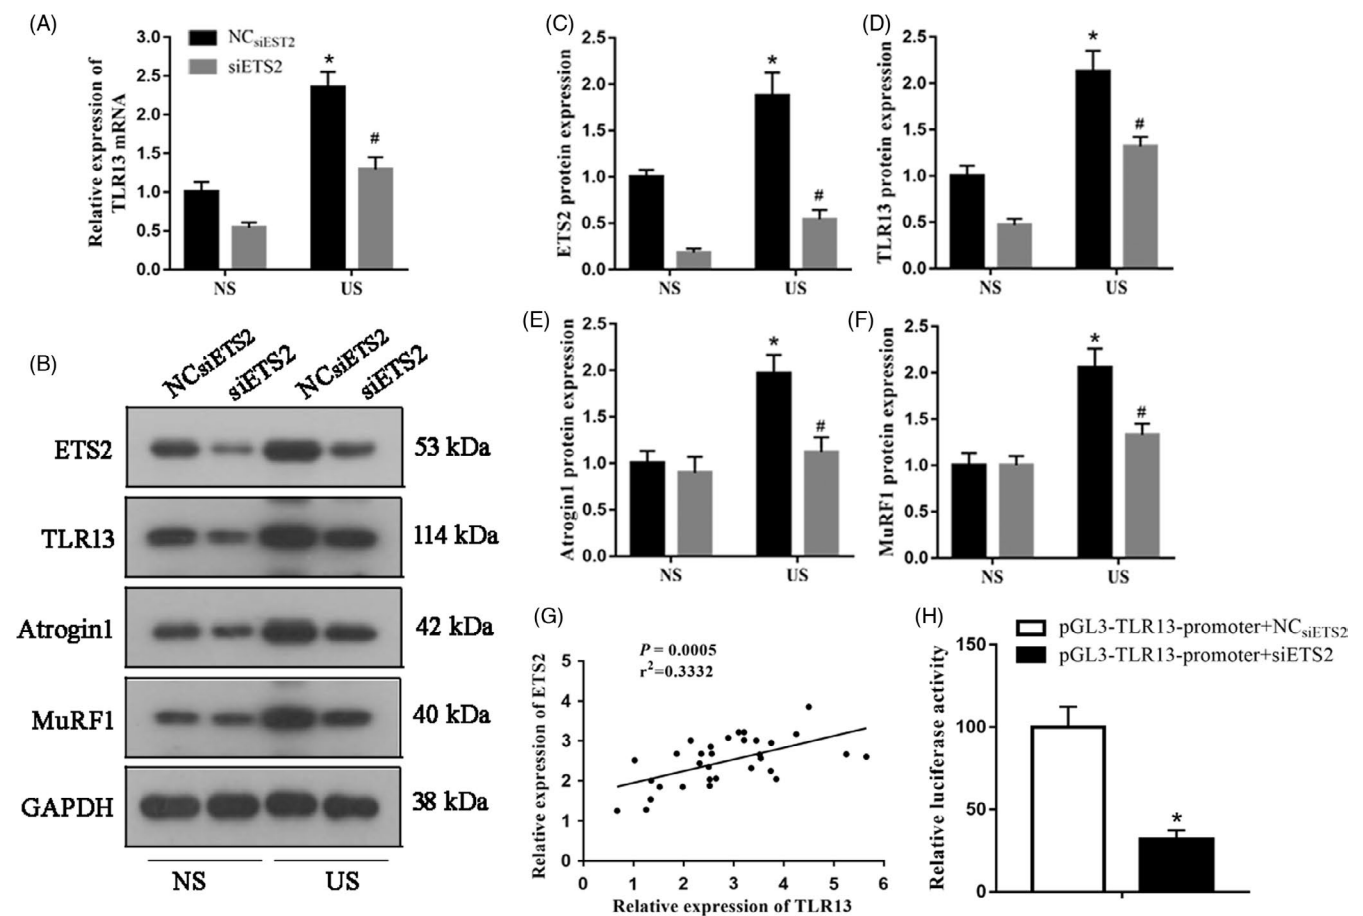 (A)
3.0
2.5
2.0
1.5
1.0
0.5
0.0
Relative expression of
TLR13 mRNA
NCsiEST2
siETS2
*
#
NS
US
(B)
NCsiETS2
siETS2
NCsiETS2
siETS2
ETS2
53 kDa
TLR13
114 kDa
Atrogin1
42 kDa
MuRF1
40 kDa
GAPDH
38 kDa
NS
US
(C)
ETS2 protein expression
2.5
2.0
1.5
1.0
0.5
0.0
*
#
NS
US
(D)
TLR13 protein expression
2.5
2.0
1.5
1.0
0.5
0.0
*
#
NS
US
(E)
Atrogin1 protein expression
2.5
2.0
1.5
1.0
0.5
0.0
*
#
NS
US
(F)
MuRF1 protein expression
2.5
2.0
1.5
1.0
0.5
0.0
*
#
NS
US
(G)
P = 0.0005
r²=0.3332
Relative expression of ETS2
5
4
3
2
1
0
0
1
2
3
4
5
6
Relative expression of TLR13
(H)
pGL3-TLR13-promoter+NCsiETS2
pGL3-TLR13-promoter+siETS2
Relative luciferase activity
150
100
50
0
*